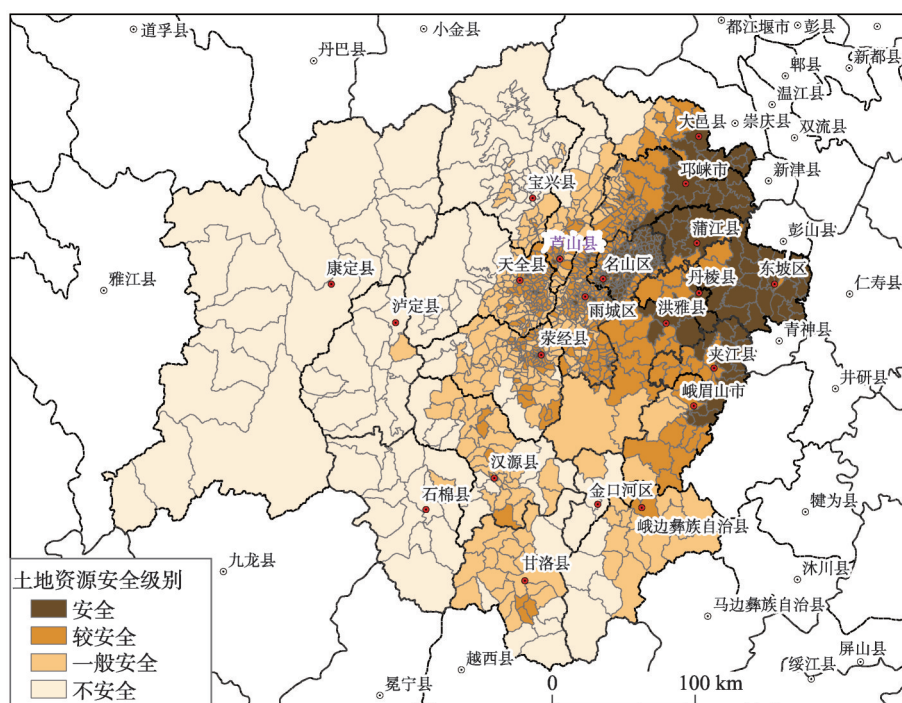 道孚县
小金县
都江堰市
彭县
丹巴县
郫县
新都县
温江县
大邑县
崇庆县
双流县
邛崃市
新津县
宝兴县
蒲江县
彭山县
芦山县
天全县
名山区
康定县
丹棱县
东坡区
雅江县
仁寿县
泸定县
雨城区
洪雅县
青神县
荥经县
夹江县
井研县
峨眉山市
汉源县
石棉县
金口河区
犍为县
峨边彝族自治县
九龙县
甘洛县
沐川县
马边彝族自治县
土地资源安全级别
安全
较安全
一般安全
不安全
越西县
冕宁县
屏山县
绥江县
0 100 km